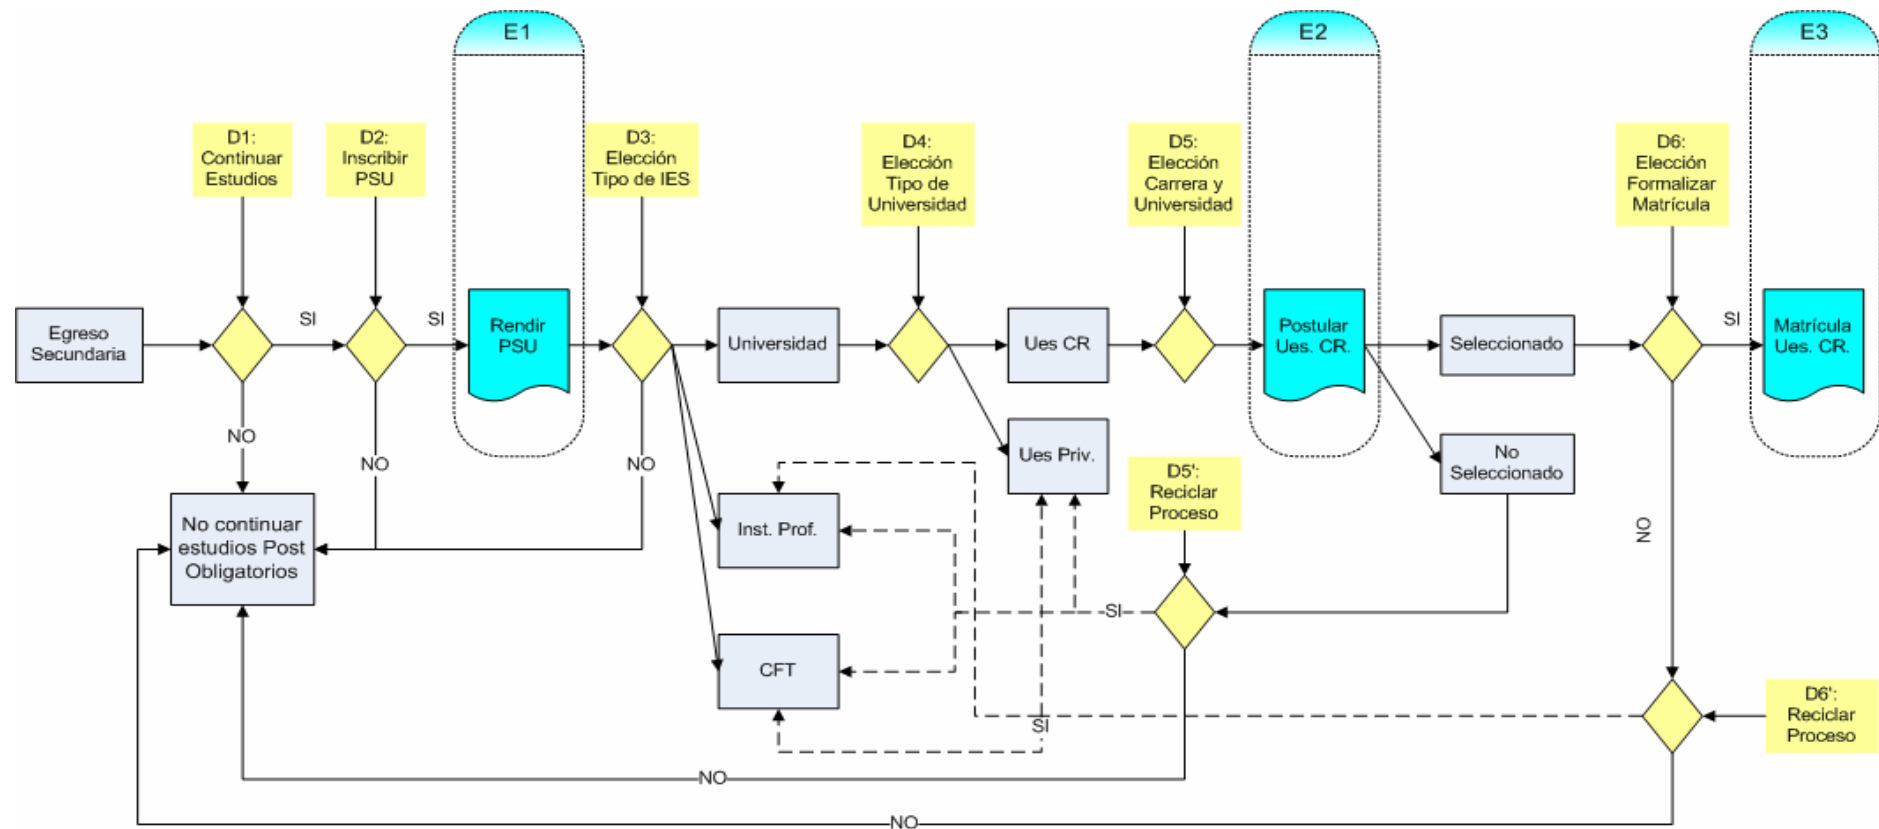 E1
E2
E3
D1:
Continuar
Estudios
D2:
Inscribir
PSU
D3:
Elección
Tipo de IES
D4:
Elección
Tipo de
Universidad
D5:
Elección
Carrera y
Universidad
D6:
Elección
Formalizar
Matrícula
Egreso
Secundaria
SI
SI
Rendir
PSU
Universidad
Ues CR
Postular
Ues. CR.
Seleccionado
SI
Matrícula
Ues. CR.
NO
NO
NO
Ues Priv.
No
Seleccionado
D5':
Reciclar
Proceso
No continuar
estudios Post
Obligatorios
Inst. Prof.
NO
SI
CFT
SI
D6':
Reciclar
Proceso
NO
NO